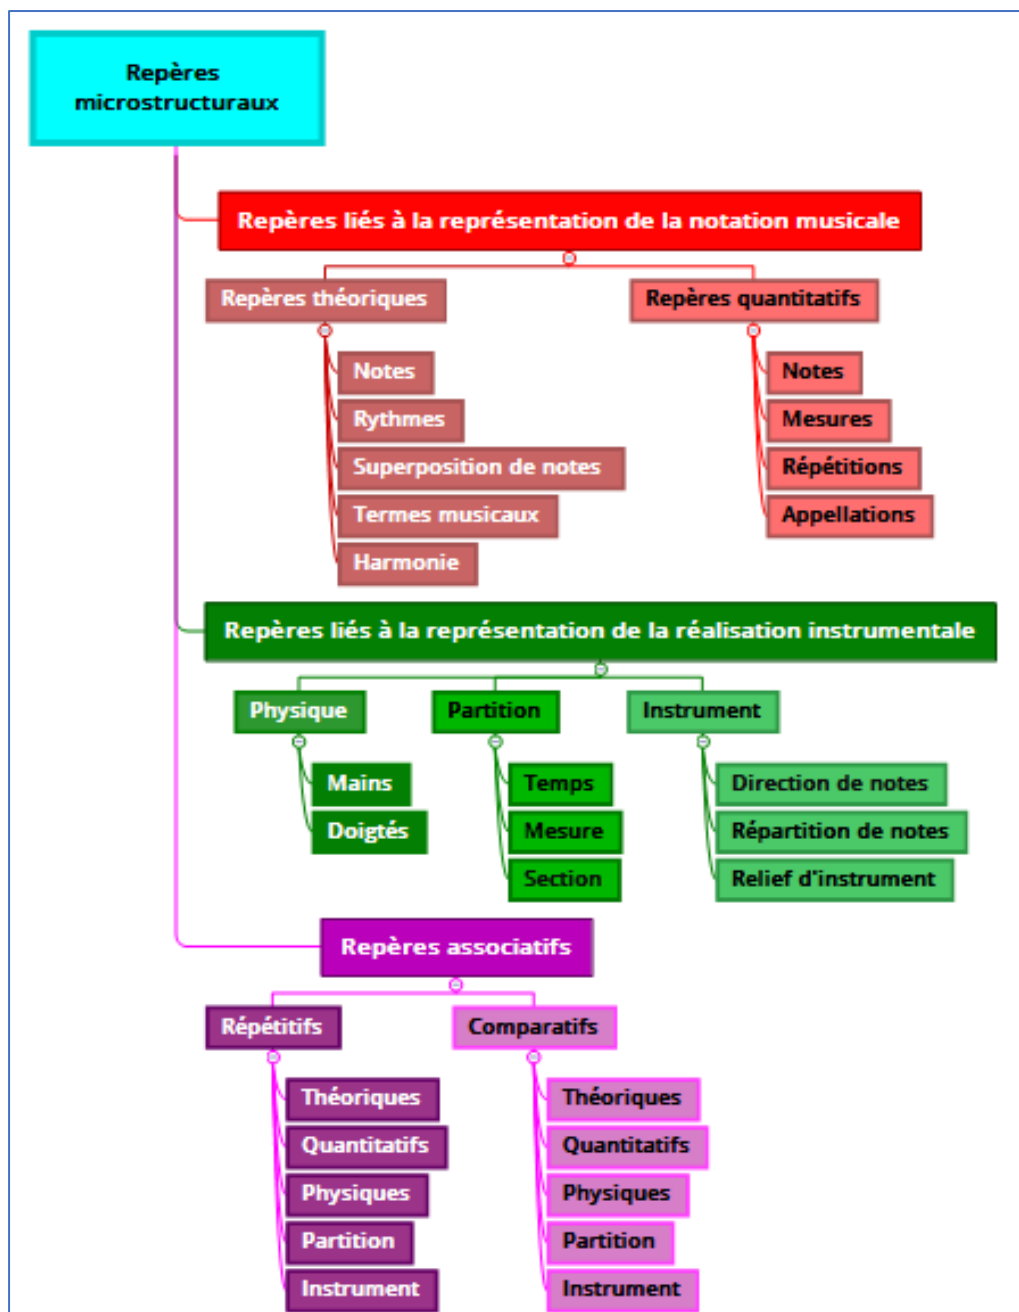 Repères
microstructuraux
Repères liés à la représentation de la notation musicale
Repères théoriques
Repères quantitatifs
Notes
Rythmes
Superposition de notes
Termes musicaux
Harmonie
Notes
Mesures
Répétitions
Appellations
Repères liés à la représentation de la réalisation instrumentale
Physique
Partition
Instrument
Mains
Doigtés
Temps
Mesure
Section
Direction de notes
Répartition de notes
Relief d'instrument
Repères associatifs
Répétitifs
Comparatifs
Théoriques
Quantitatifs
Physiques
Partition
Instrument
Théoriques
Quantitatifs
Physiques
Partition
Instrument